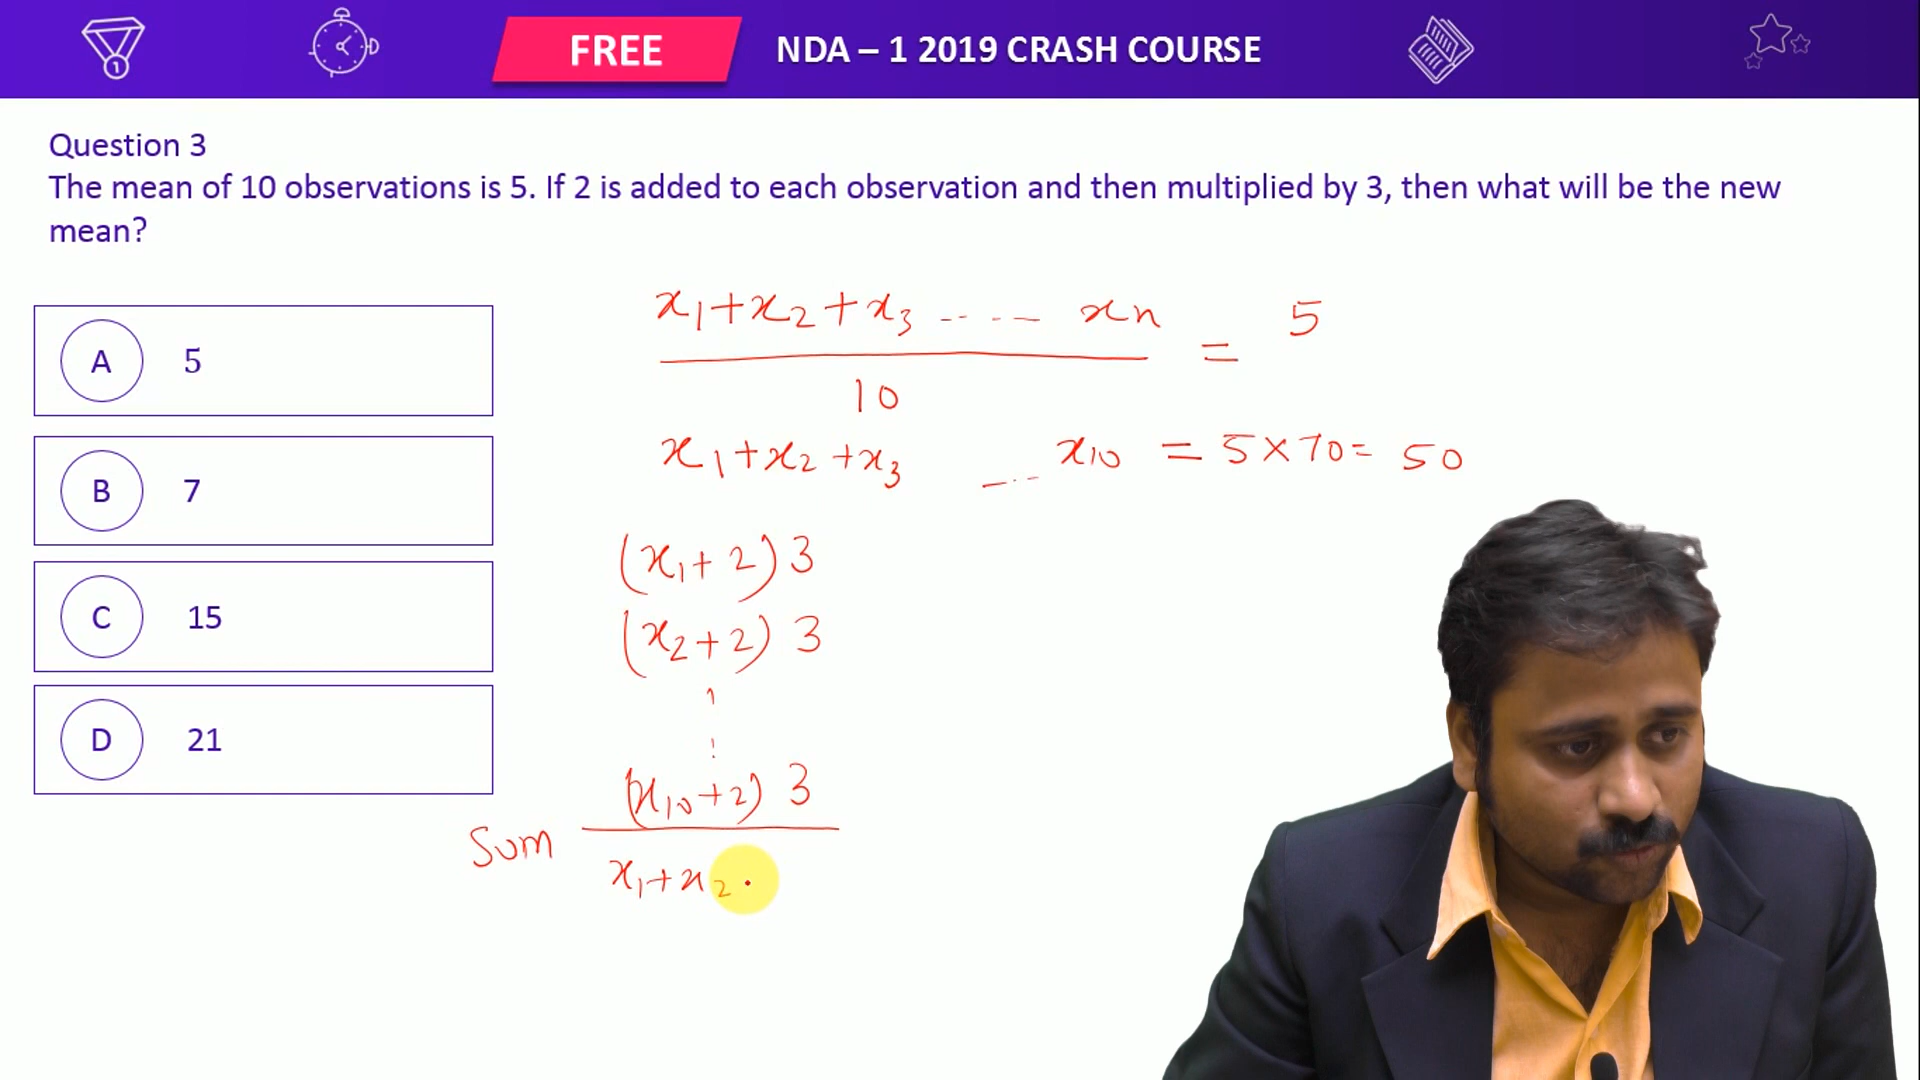 FREE NDA – 1 2019 CRASH COURSE
1
Question 3
The mean of 10 observations is 5. If 2 is added to each observation and then multiplied by 3, then what will be the new
mean?
A 5
B 7
C 15
D 21
x1+x2+x3 ----- xn
10
= 5
x1+x2+x3 --- x10 = 5×10= 50
(x1+2)3
(x2+2) 3
(x10+2) 3
Sum
x1+x2